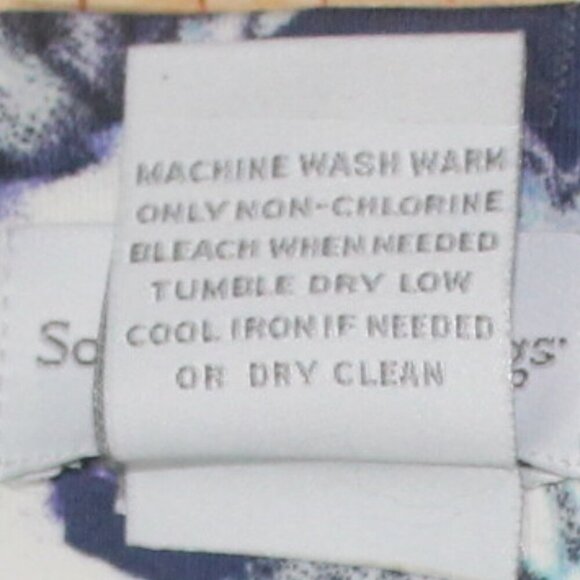 MACHINE WASH WARM
ONLY NON-CHLORINE
BLEACH WHEN NEEDED
TUMBLE DRY LOW
COOL IRON IF NEEDED
OR DRY CLEAN